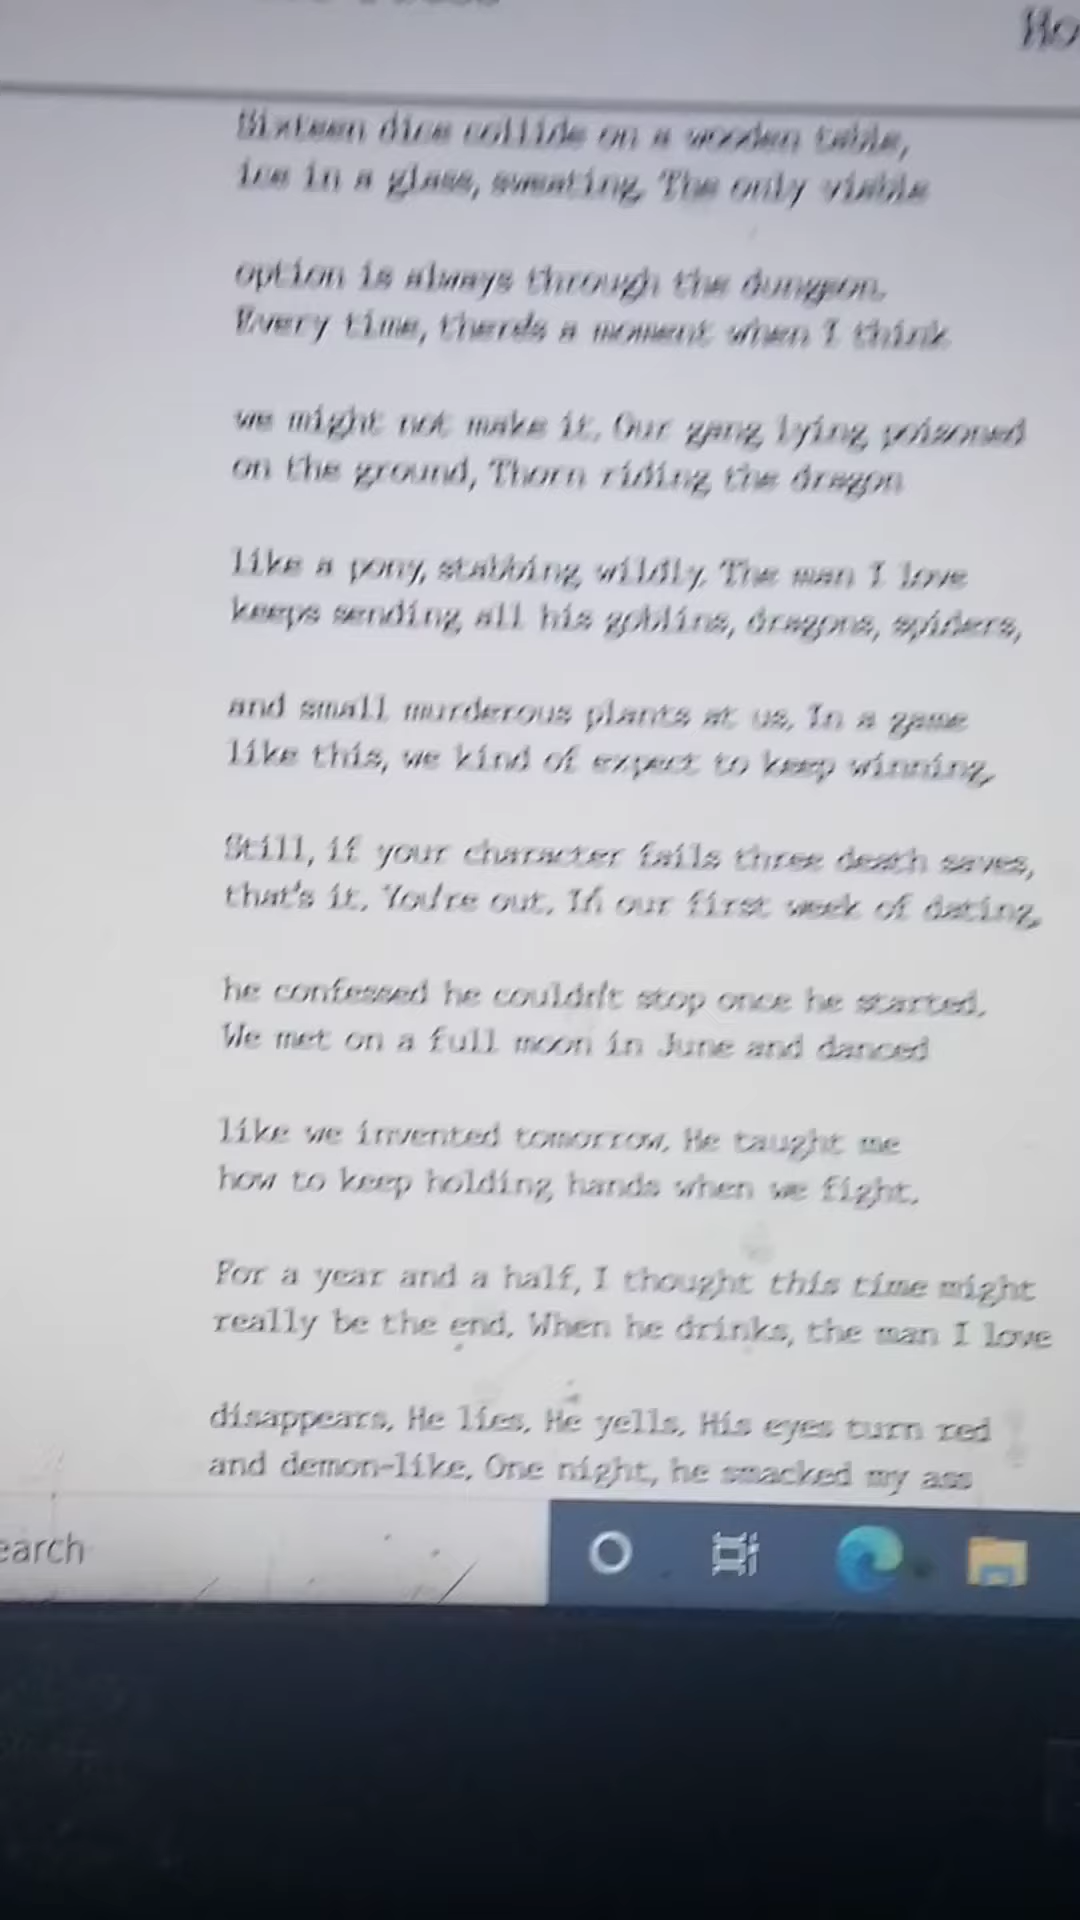 Ho
Sixteen dice collide on a wooden table,
ice in a glass, sweating. The only viable
option is always through the dungeon.
Every time, there's a moment when I think
we might not make it. Our gang lying poisoned
on the ground, Thorn riding the dragon
like a pony, stabbing wildly. The man I love
keeps sending all his goblins, dragons, spiders,
and small murderous plants at us. In a game
like this, we kind of expect to keep winning.
Still, if your character fails three death saves,
that's it. You're out. In our first week of dating,
he confessed he couldn't stop once he started.
We met on a full moon in June and danced
like we invented tomorrow. He taught me
how to keep holding hands when we fight.
For a year and a half, I thought this time might
really be the end. When he drinks, the man I love
disappears. He lies. He yells. His eyes turn red
and demon-like. One night, he smacked my ass
earch